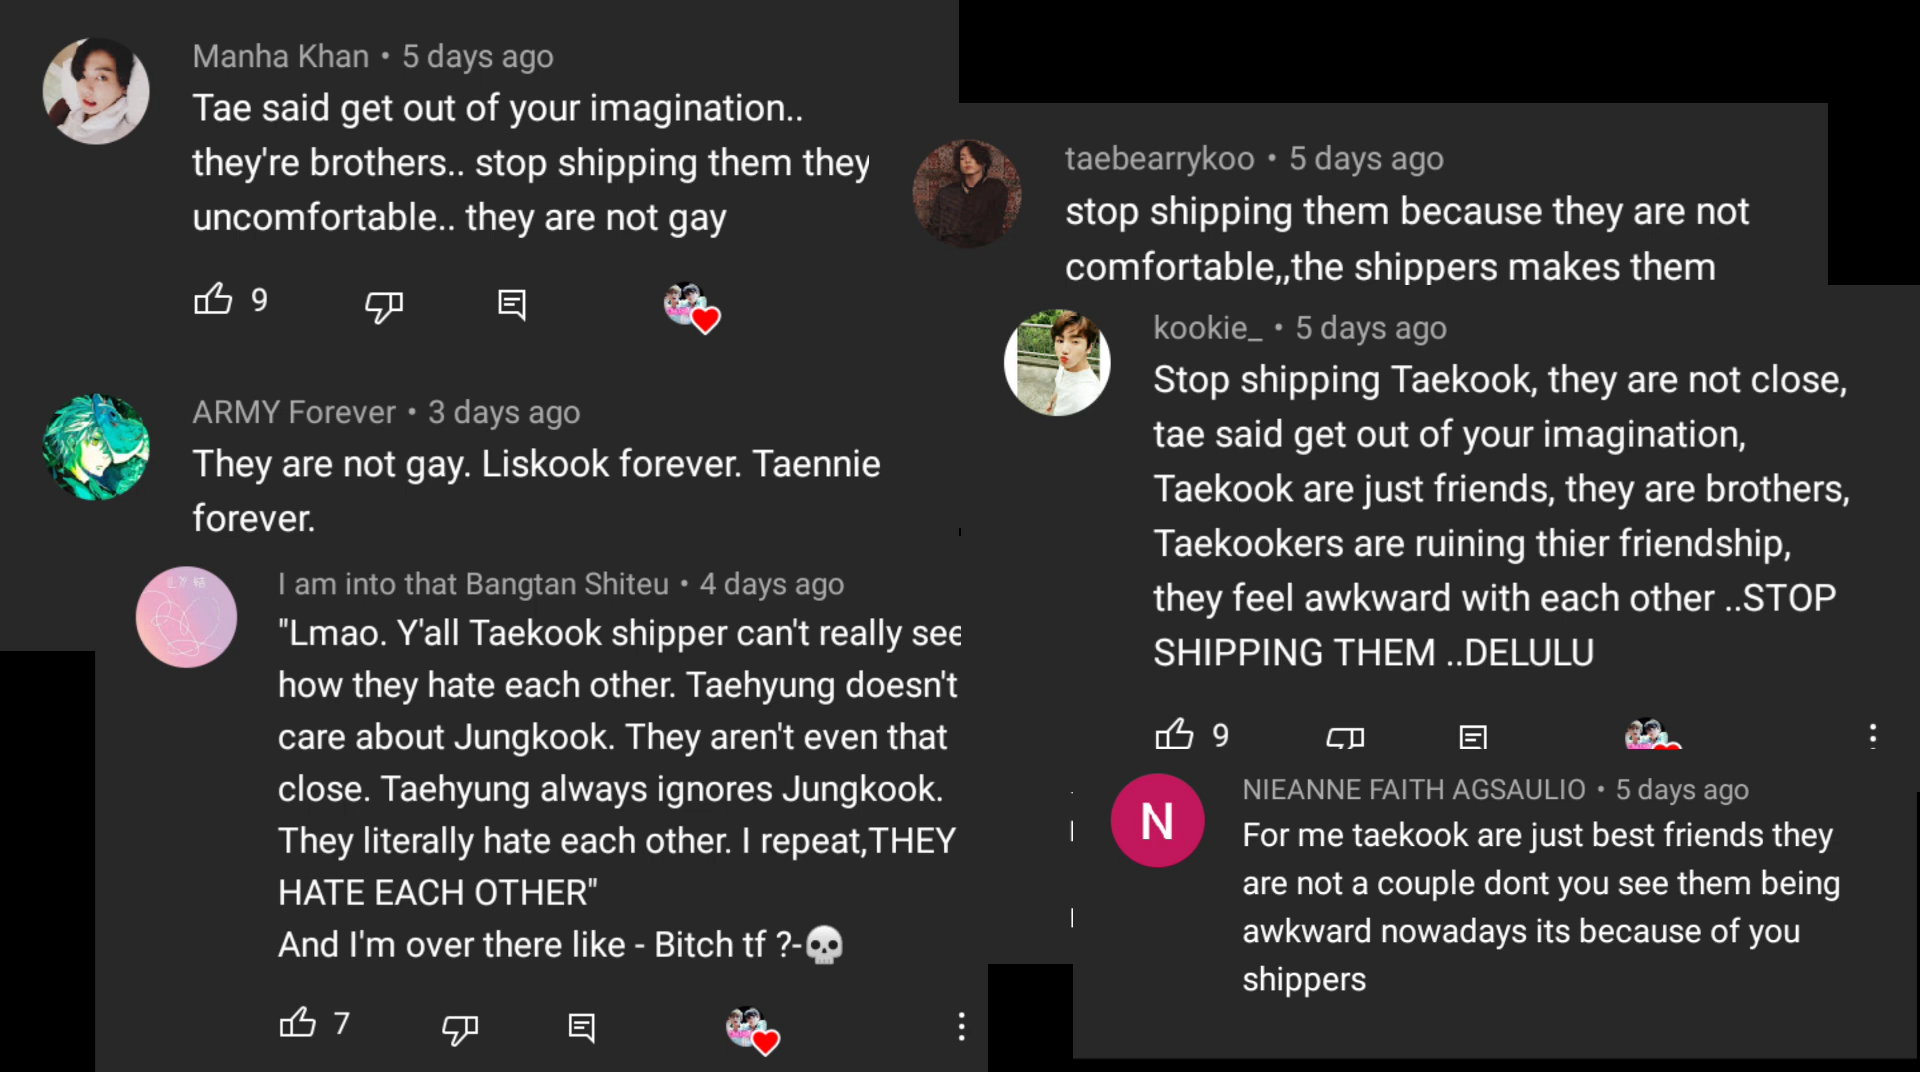 Manha Khan • 5 days ago
Tae said get out of your imagination..
they're brothers.. stop shipping them they
uncomfortable.. they are not gay
9
ARMY Forever • 3 days ago
They are not gay. Liskook forever. Taennie
forever.
I am into that Bangtan Shiteu • 4 days ago
"Lmao. Y'all Taekook shipper can't really see
how they hate each other. Taehyung doesn't
care about Jungkook. They aren't even that
close. Taehyung always ignores Jungkook.
They literally hate each other. I repeat,THEY
HATE EACH OTHER"
And I'm over there like - Bitch tf ?-💀
7
taebearrykoo • 5 days ago
stop shipping them because they are not
comfortable,,the shippers makes them
kookie_ • 5 days ago
Stop shipping Taekook, they are not close,
tae said get out of your imagination,
Taekook are just friends, they are brothers,
Taekookers are ruining thier friendship,
they feel awkward with each other ..STOP
SHIPPING THEM ..DELULU
9
N
NIEANNE FAITH AGSAULIO • 5 days ago
For me taekook are just best friends they
are not a couple dont you see them being
awkward nowadays its because of you
shippers